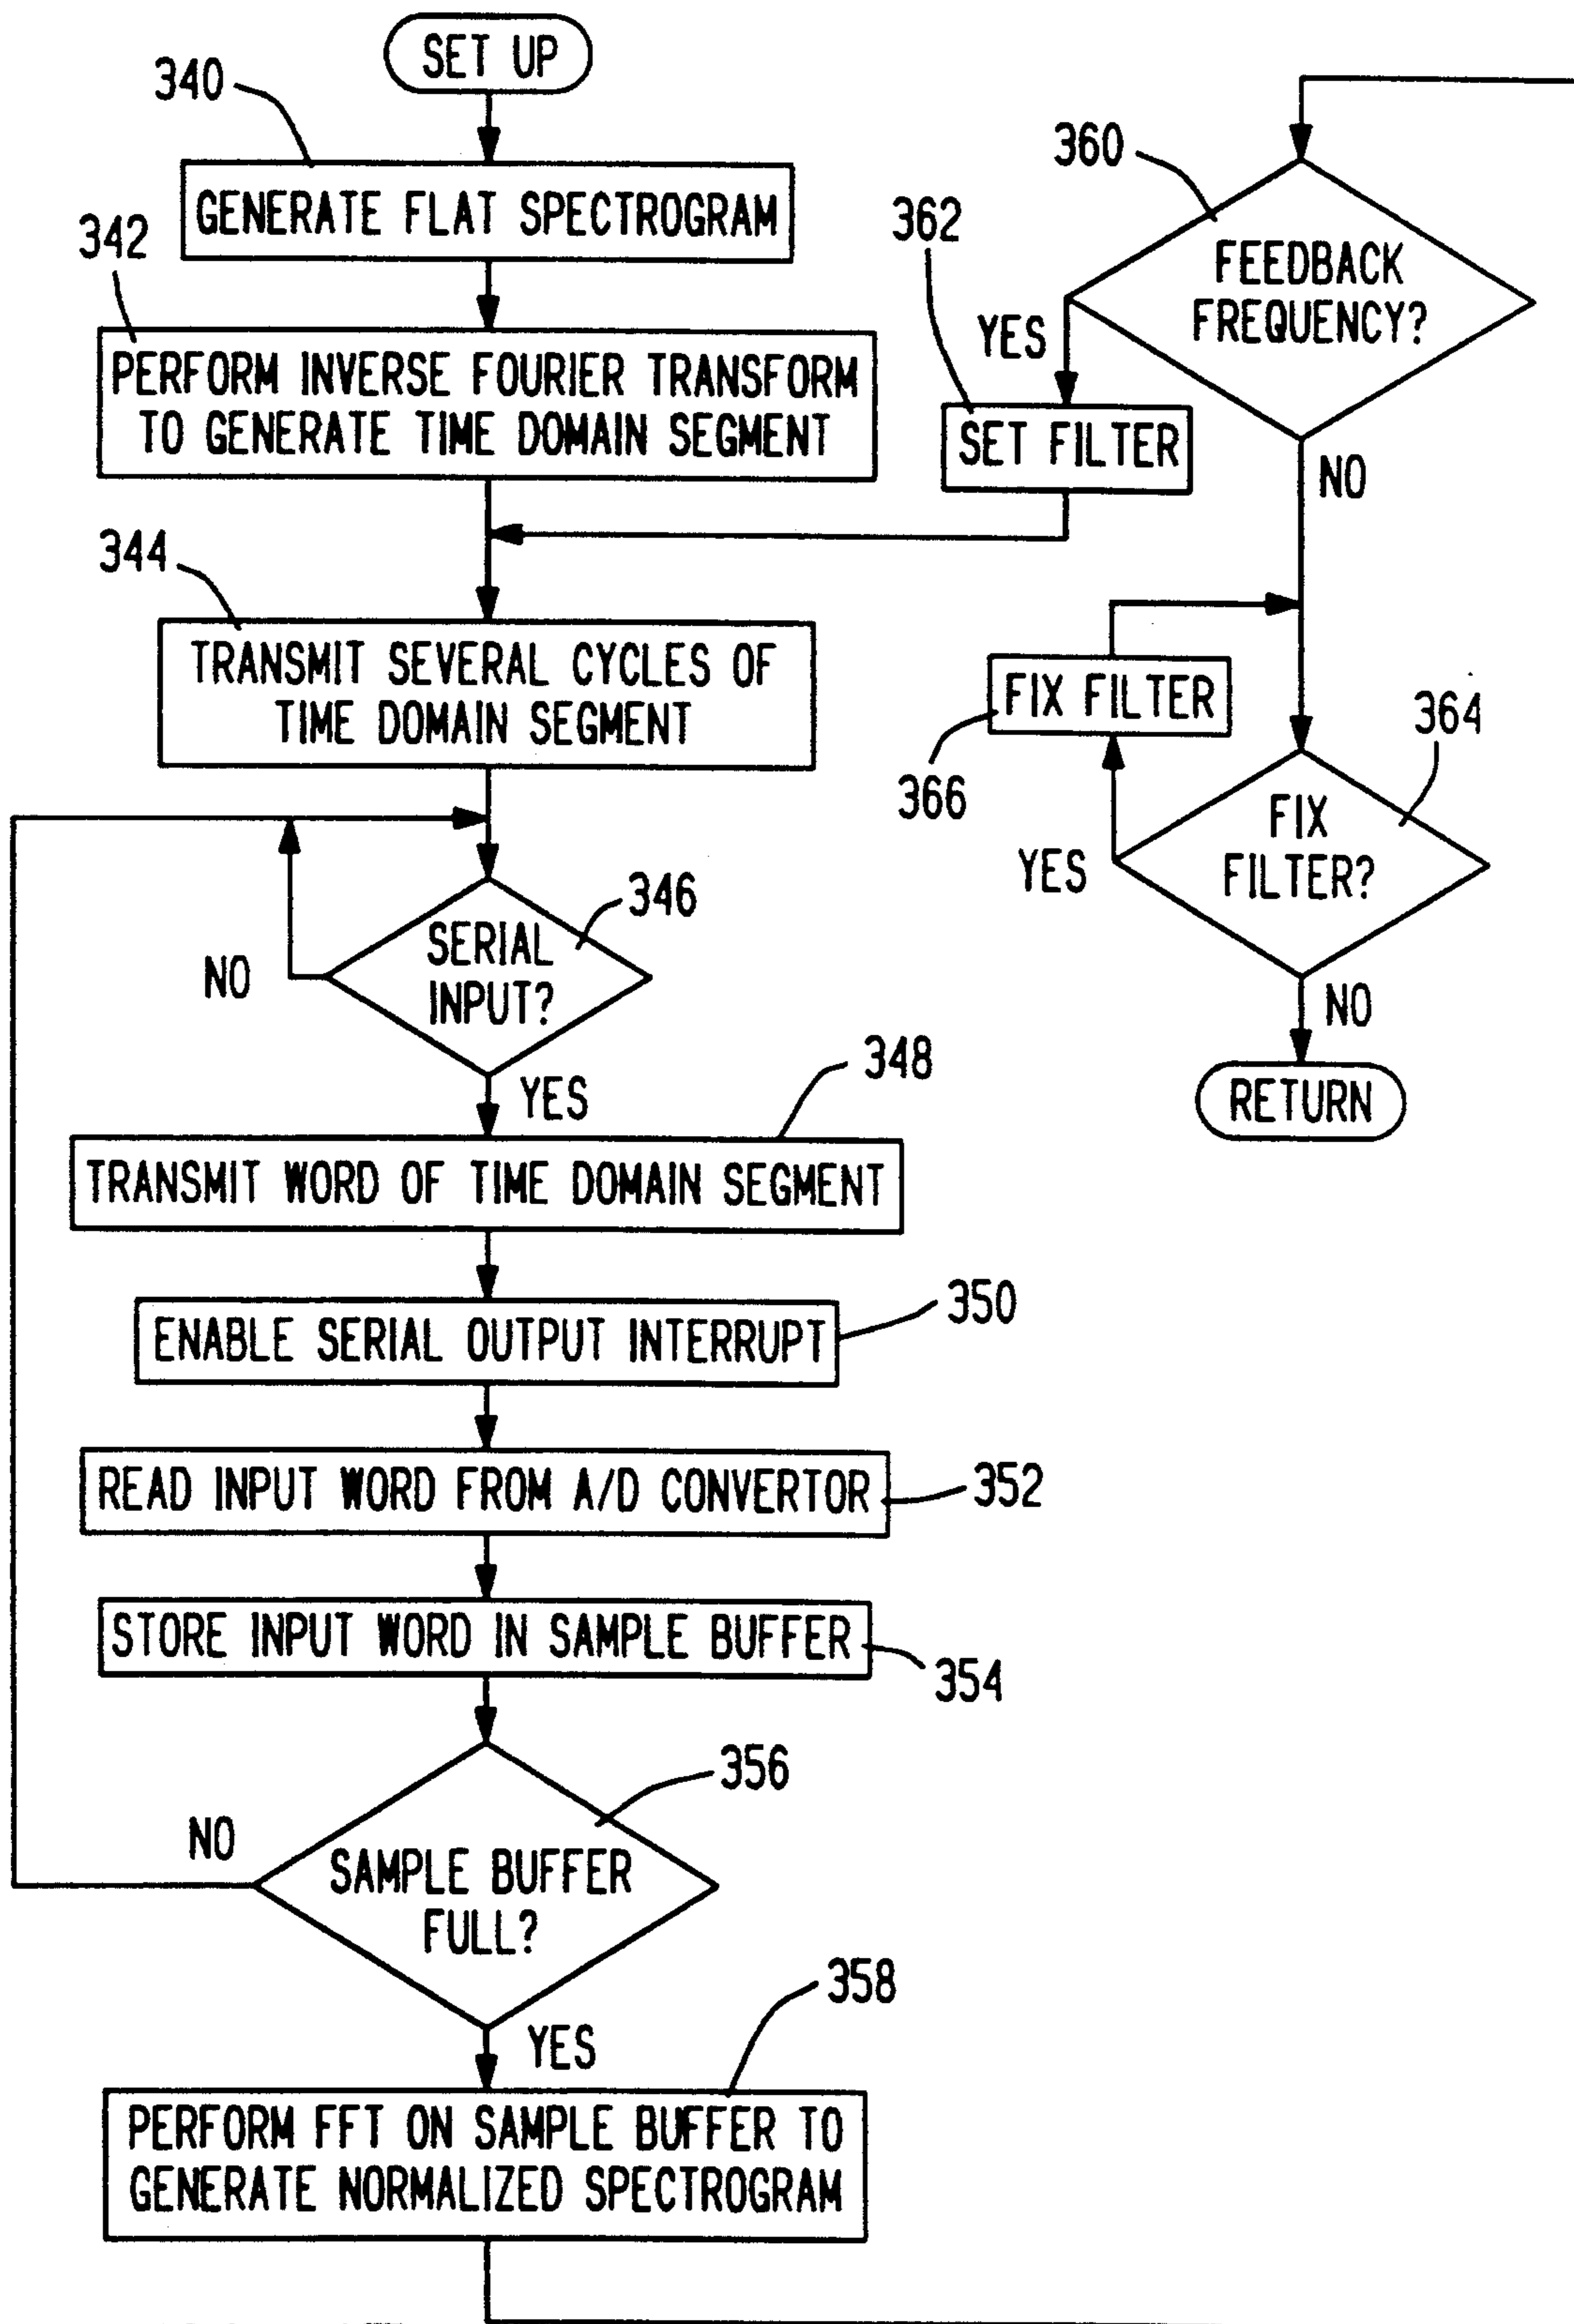 SET UP
340
GENERATE FLAT SPECTROGRAM
342
PERFORM INVERSE FOURIER TRANSFORM
TO GENERATE TIME DOMAIN SEGMENT
344
TRANSMIT SEVERAL CYCLES OF
TIME DOMAIN SEGMENT
346
SERIAL
INPUT?
NO
YES
348
TRANSMIT WORD OF TIME DOMAIN SEGMENT
350
ENABLE SERIAL OUTPUT INTERRUPT
READ INPUT WORD FROM A/D CONVERTOR
352
STORE INPUT WORD IN SAMPLE BUFFER
354
356
NO
SAMPLE BUFFER
FULL?
YES
358
PERFORM FFT ON SAMPLE BUFFER TO
GENERATE NORMALIZED SPECTROGRAM
360
FEEDBACK
FREQUENCY?
362
YES
SET FILTER
NO
FIX FILTER
366
364
FIX
FILTER?
YES
NO
RETURN